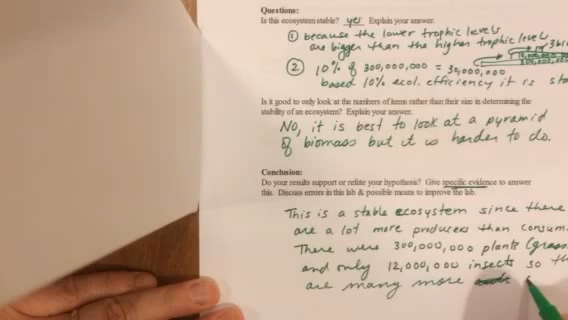 Questions:
Is this ecosystem stable? yes Explain your answer.
① because the lower trophic levels
are bigger than the higher trophic levels
② 10% of 300,000,000 = 30,000,000
based 10% ecol. efficiency it is sta
Is it good to only look at the numbers of items rather than their size in determining the
stability of an ecosystem? Explain your answer.
No, it is best to look at a pyramid
of biomass but it is harder to do.
Conclusion:
Do your results support or refute your hypothesis? Give specific evidence to answer
this. Discuss errors in this lab & possible means to improve the lab.
This is a stable ecosystem since there
are a lot more producers than consum
There were 300,000,000 plants (grass
and only 12,000,000 insects so th
are many more